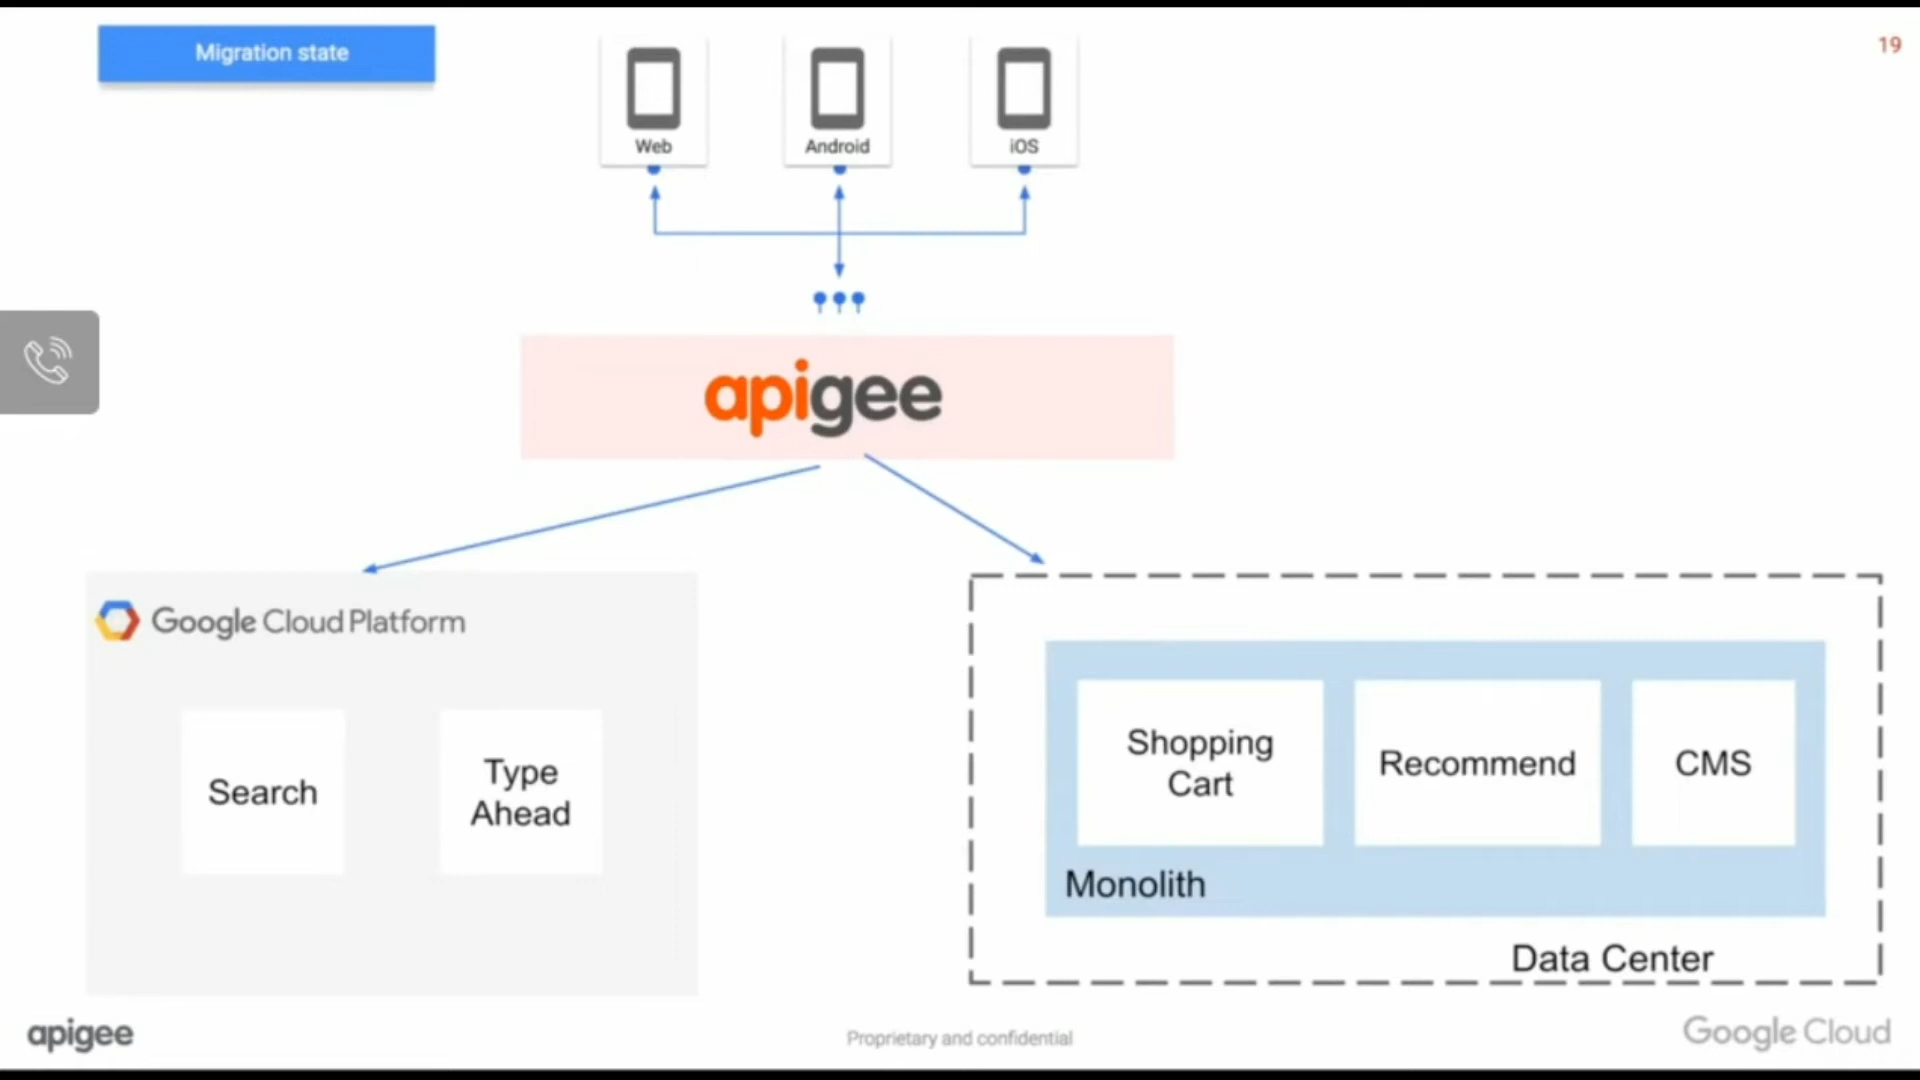 Migration state
19
Web
Android
iOS
apigee
Google Cloud Platform
Search
Type
Ahead
Shopping
Cart
Recommend
CMS
Monolith
Data Center
apigee
Proprietary and confidential
Google Cloud